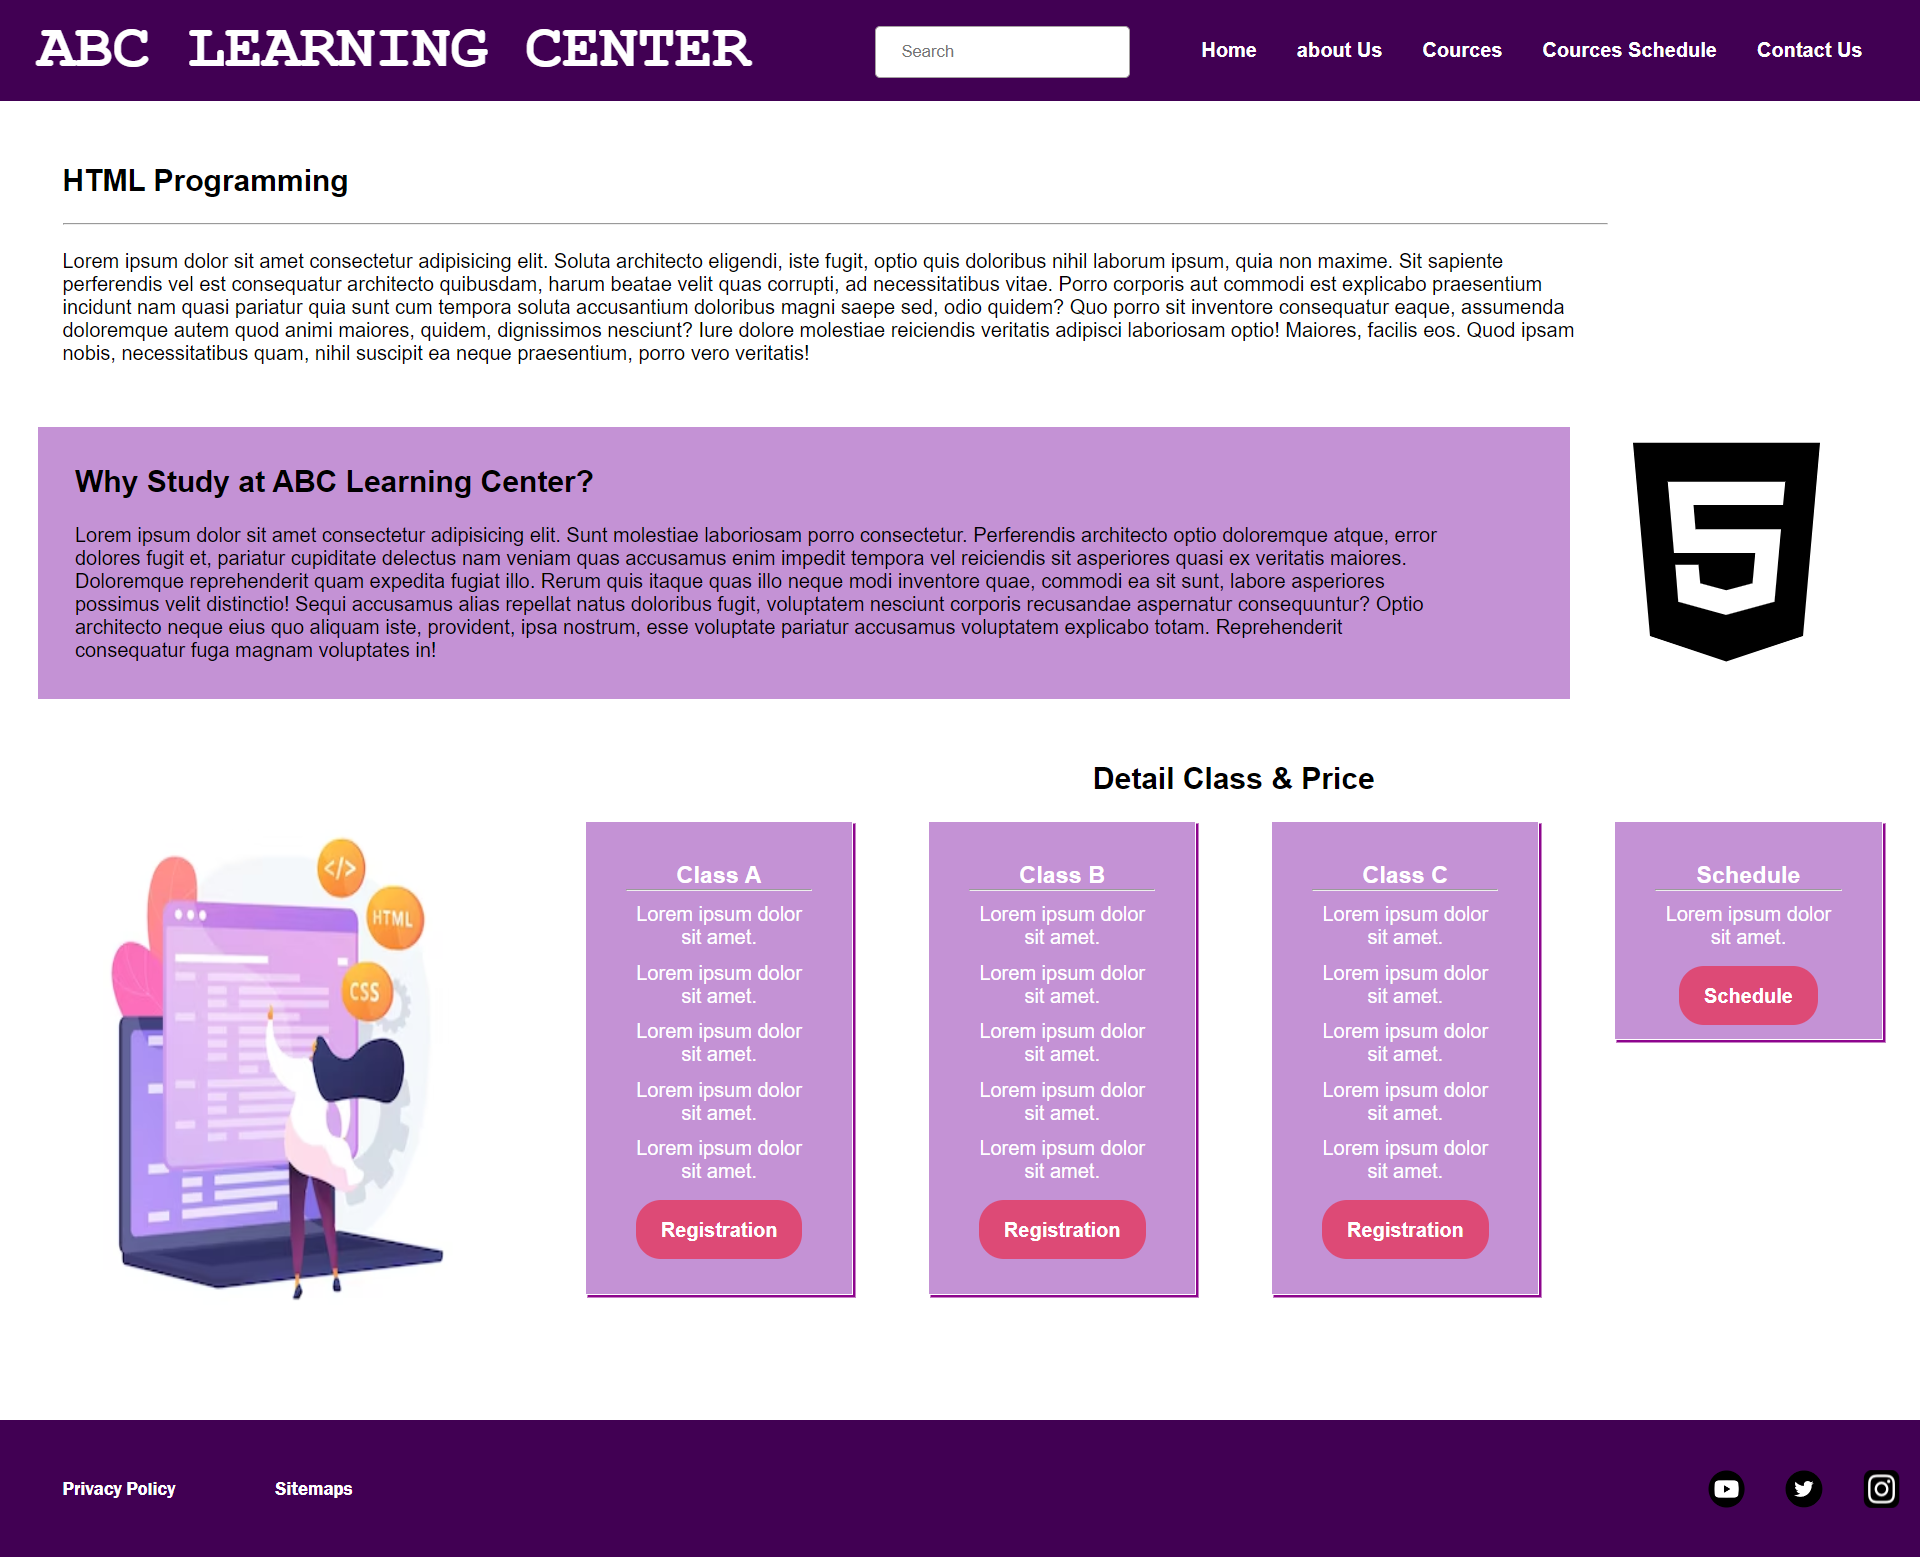 ABC LEARNING CENTER
Search
Home
about Us
Cources
Cources Schedule
Contact Us
HTML Programming
Lorem ipsum dolor sit amet consectetur adipisicing elit. Soluta architecto eligendi, iste fugit, optio quis doloribus nihil laborum ipsum, quia non maxime. Sit sapiente
perferendis vel est consequatur architecto quibusdam, harum beatae velit quas corrupti, ad necessitatibus vitae. Porro corporis aut commodi est explicabo praesentium
incidunt nam quasi pariatur quia sunt cum tempora soluta accusantium doloribus magni saepe sed, odio quidem? Quo porro sit inventore consequatur eaque, assumenda
doloremque autem quod animi maiores, quidem, dignissimos nesciunt? Iure dolore molestiae reiciendis veritatis adipisci laboriosam optio! Maiores, facilis eos. Quod ipsam
nobis, necessitatibus quam, nihil suscipit ea neque praesentium, porro vero veritatis!
Why Study at ABC Learning Center?
Lorem ipsum dolor sit amet consectetur adipisicing elit. Sunt molestiae laboriosam porro consectetur. Perferendis architecto optio doloremque atque, error
dolores fugit et, pariatur cupiditate delectus nam veniam quas accusamus enim impedit tempora vel reiciendis sit asperiores quasi ex veritatis maiores.
Doloremque reprehenderit quam expedita fugiat illo. Rerum quis itaque quas illo neque modi inventore quae, commodi ea sit sunt, labore asperiores
possimus velit distinctio! Sequi accusamus alias repellat natus doloribus fugit, voluptatem nesciunt corporis recusandae aspernatur consequuntur? Optio
architecto neque eius quo aliquam iste, provident, ipsa nostrum, esse voluptate pariatur accusamus voluptatem explicabo totam. Reprehenderit
consequatur fuga magnam voluptates in!
5
Detail Class & Price
</>
HTML
CSS
Class A
Lorem ipsum dolor
sit amet.
Lorem ipsum dolor
sit amet.
Lorem ipsum dolor
sit amet.
Lorem ipsum dolor
sit amet.
Lorem ipsum dolor
sit amet.
Registration
Class B
Lorem ipsum dolor
sit amet.
Lorem ipsum dolor
sit amet.
Lorem ipsum dolor
sit amet.
Lorem ipsum dolor
sit amet.
Lorem ipsum dolor
sit amet.
Registration
Class C
Lorem ipsum dolor
sit amet.
Lorem ipsum dolor
sit amet.
Lorem ipsum dolor
sit amet.
Lorem ipsum dolor
sit amet.
Lorem ipsum dolor
sit amet.
Registration
Schedule
Lorem ipsum dolor
sit amet.
Schedule
Privacy Policy
Sitemaps